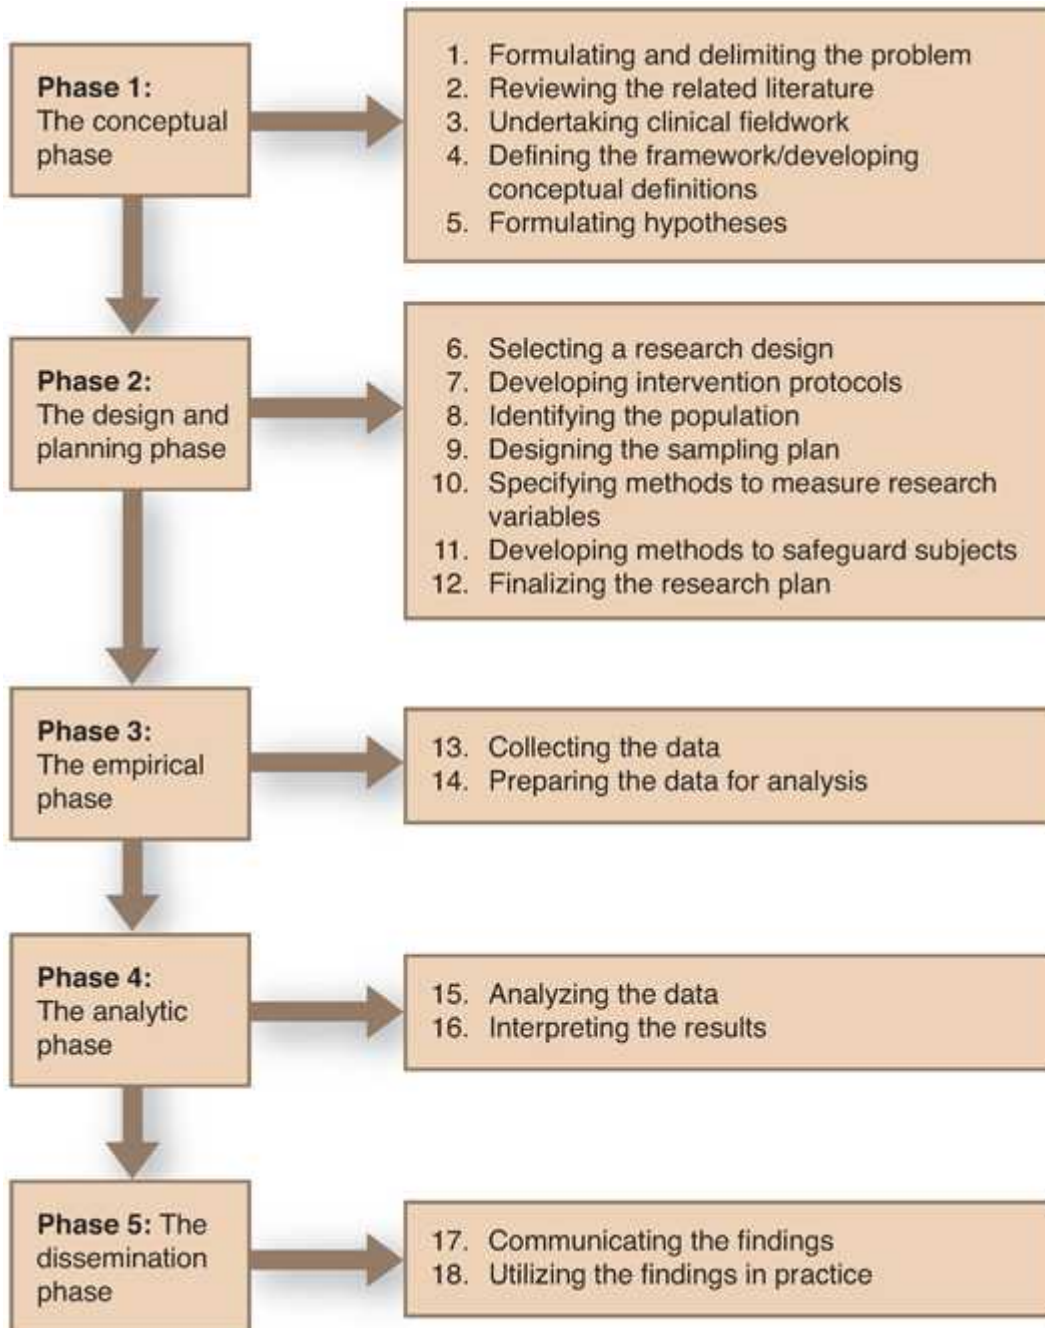 Phase 1:
The conceptual
phase
1. Formulating and delimiting the problem
2. Reviewing the related literature
3. Undertaking clinical fieldwork
4. Defining the framework/developing
conceptual definitions
5. Formulating hypotheses
Phase 2:
The design and
planning phase
6. Selecting a research design
7. Developing intervention protocols
8. Identifying the population
9. Designing the sampling plan
10. Specifying methods to measure research
variables
11. Developing methods to safeguard subjects
12. Finalizing the research plan
Phase 3:
The empirical
phase
13. Collecting the data
14. Preparing the data for analysis
Phase 4:
The analytic
phase
15. Analyzing the data
16. Interpreting the results
Phase 5: The
dissemination
phase
17. Communicating the findings
18. Utilizing the findings in practice